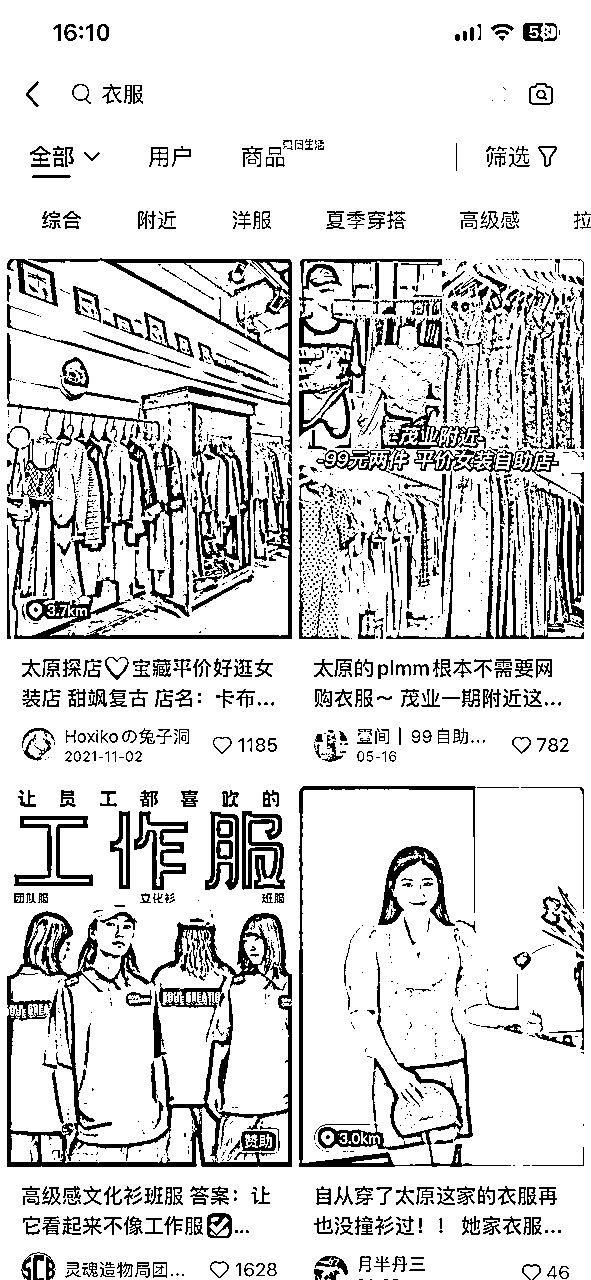 16:10
衣服
全部
用户
商品
筛选
综合
附近
洋服
夏季穿搭
高级感
拉
茂业附近-
-99元两件 平价女装自助店-
3.7km
太原探店♡宝藏平价好逛女
装店 甜飒复古 店名：卡布...
Hoxikoの兔子洞
2021-11-02
1185
太原的plmm根本不需要网
购衣服～ 茂业一期附近这...
壹间｜99自助...
05-16
782
让员工都喜欢的
工作服
团队服
文化衫
班服
赞助
3.0km
高级感文化衫班服 答案：让
它看起来不像工作服☑...
灵魂造物局团...
1628
自从穿了太原这家的衣服再
也没撞衫过！！ 她家衣服...
月半丹三
46